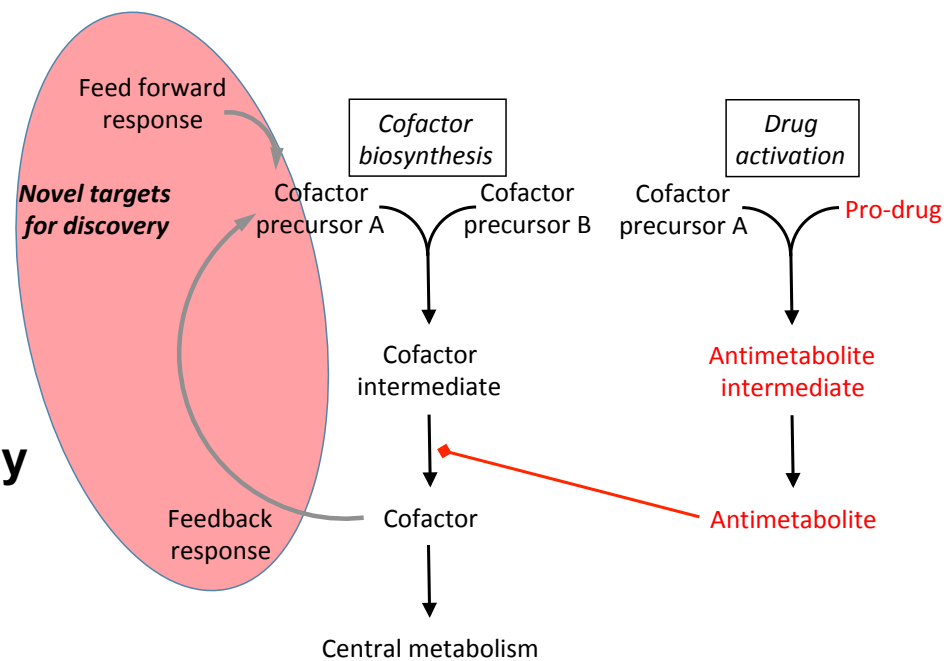 Feed forward
response
Novel targets
for discovery
Cofactor
biosynthesis
Drug
activation
Cofactor
precursor A
Cofactor
precursor B
Cofactor
precursor A
Pro-drug
Cofactor
intermediate
Antimetabolite
intermediate
y
Feedback
response
Cofactor
Antimetabolite
Central metabolism